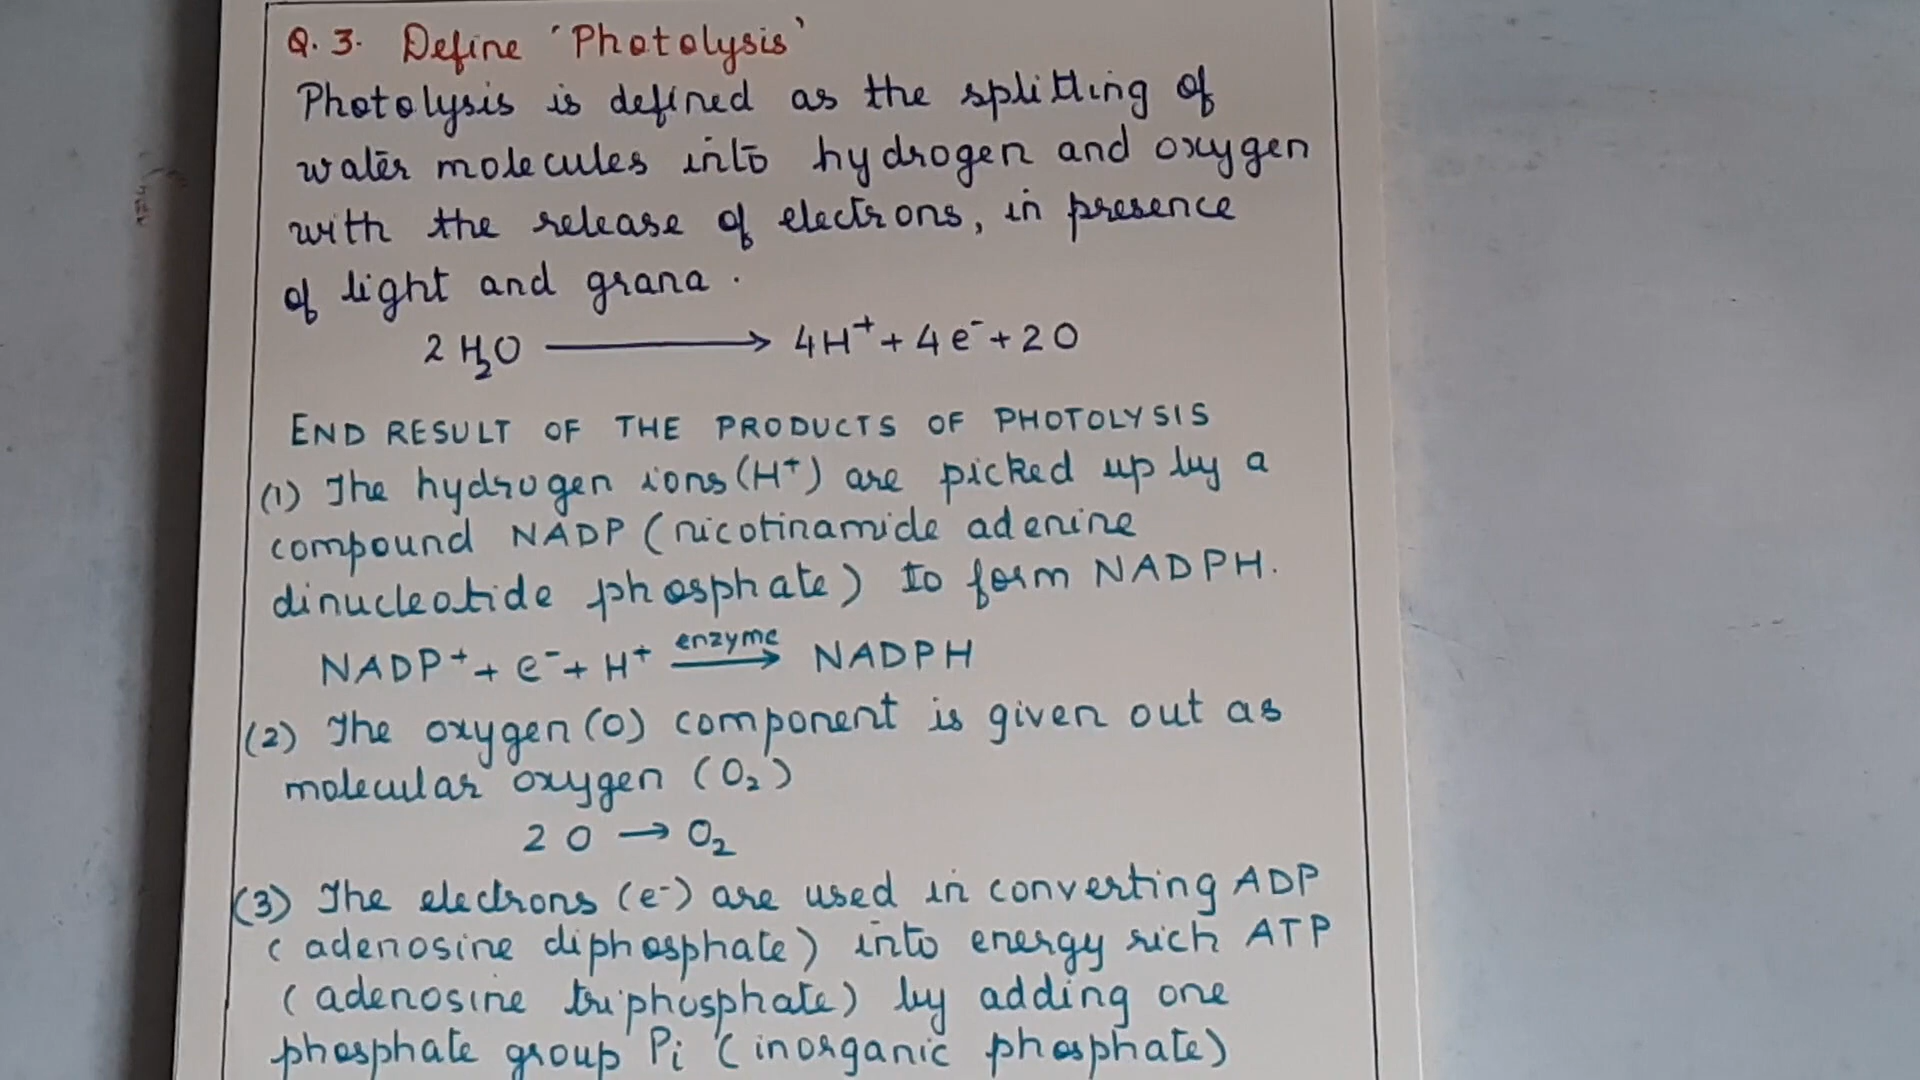 Q. 3. Define 'Photolysis'
Photolysis is defined as the splitting of
water molecules into hydrogen and oxygen
with the release of electrons, in presence
of light and grana.
2 H₂O ⟶ 4H⁺ + 4e⁻ + 2O
END RESULT OF THE PRODUCTS OF PHOTOLYSIS
(1) The hydrogen ions (H⁺) are picked up by a
compound NADP (nicotinamide adenine
dinucleotide phosphate) to form NADPH.
enzyme
NADP⁺ + e⁻ + H⁺ ⟶ NADPH
(2) The oxygen (O) component is given out as
molecular oxygen (O₂)
2 O → O₂
(3) The electrons (e⁻) are used in converting ADP
(adenosine diphosphate) into energy rich ATP
(adenosine triphosphate) by adding one
phosphate group Pi (inorganic phosphate)